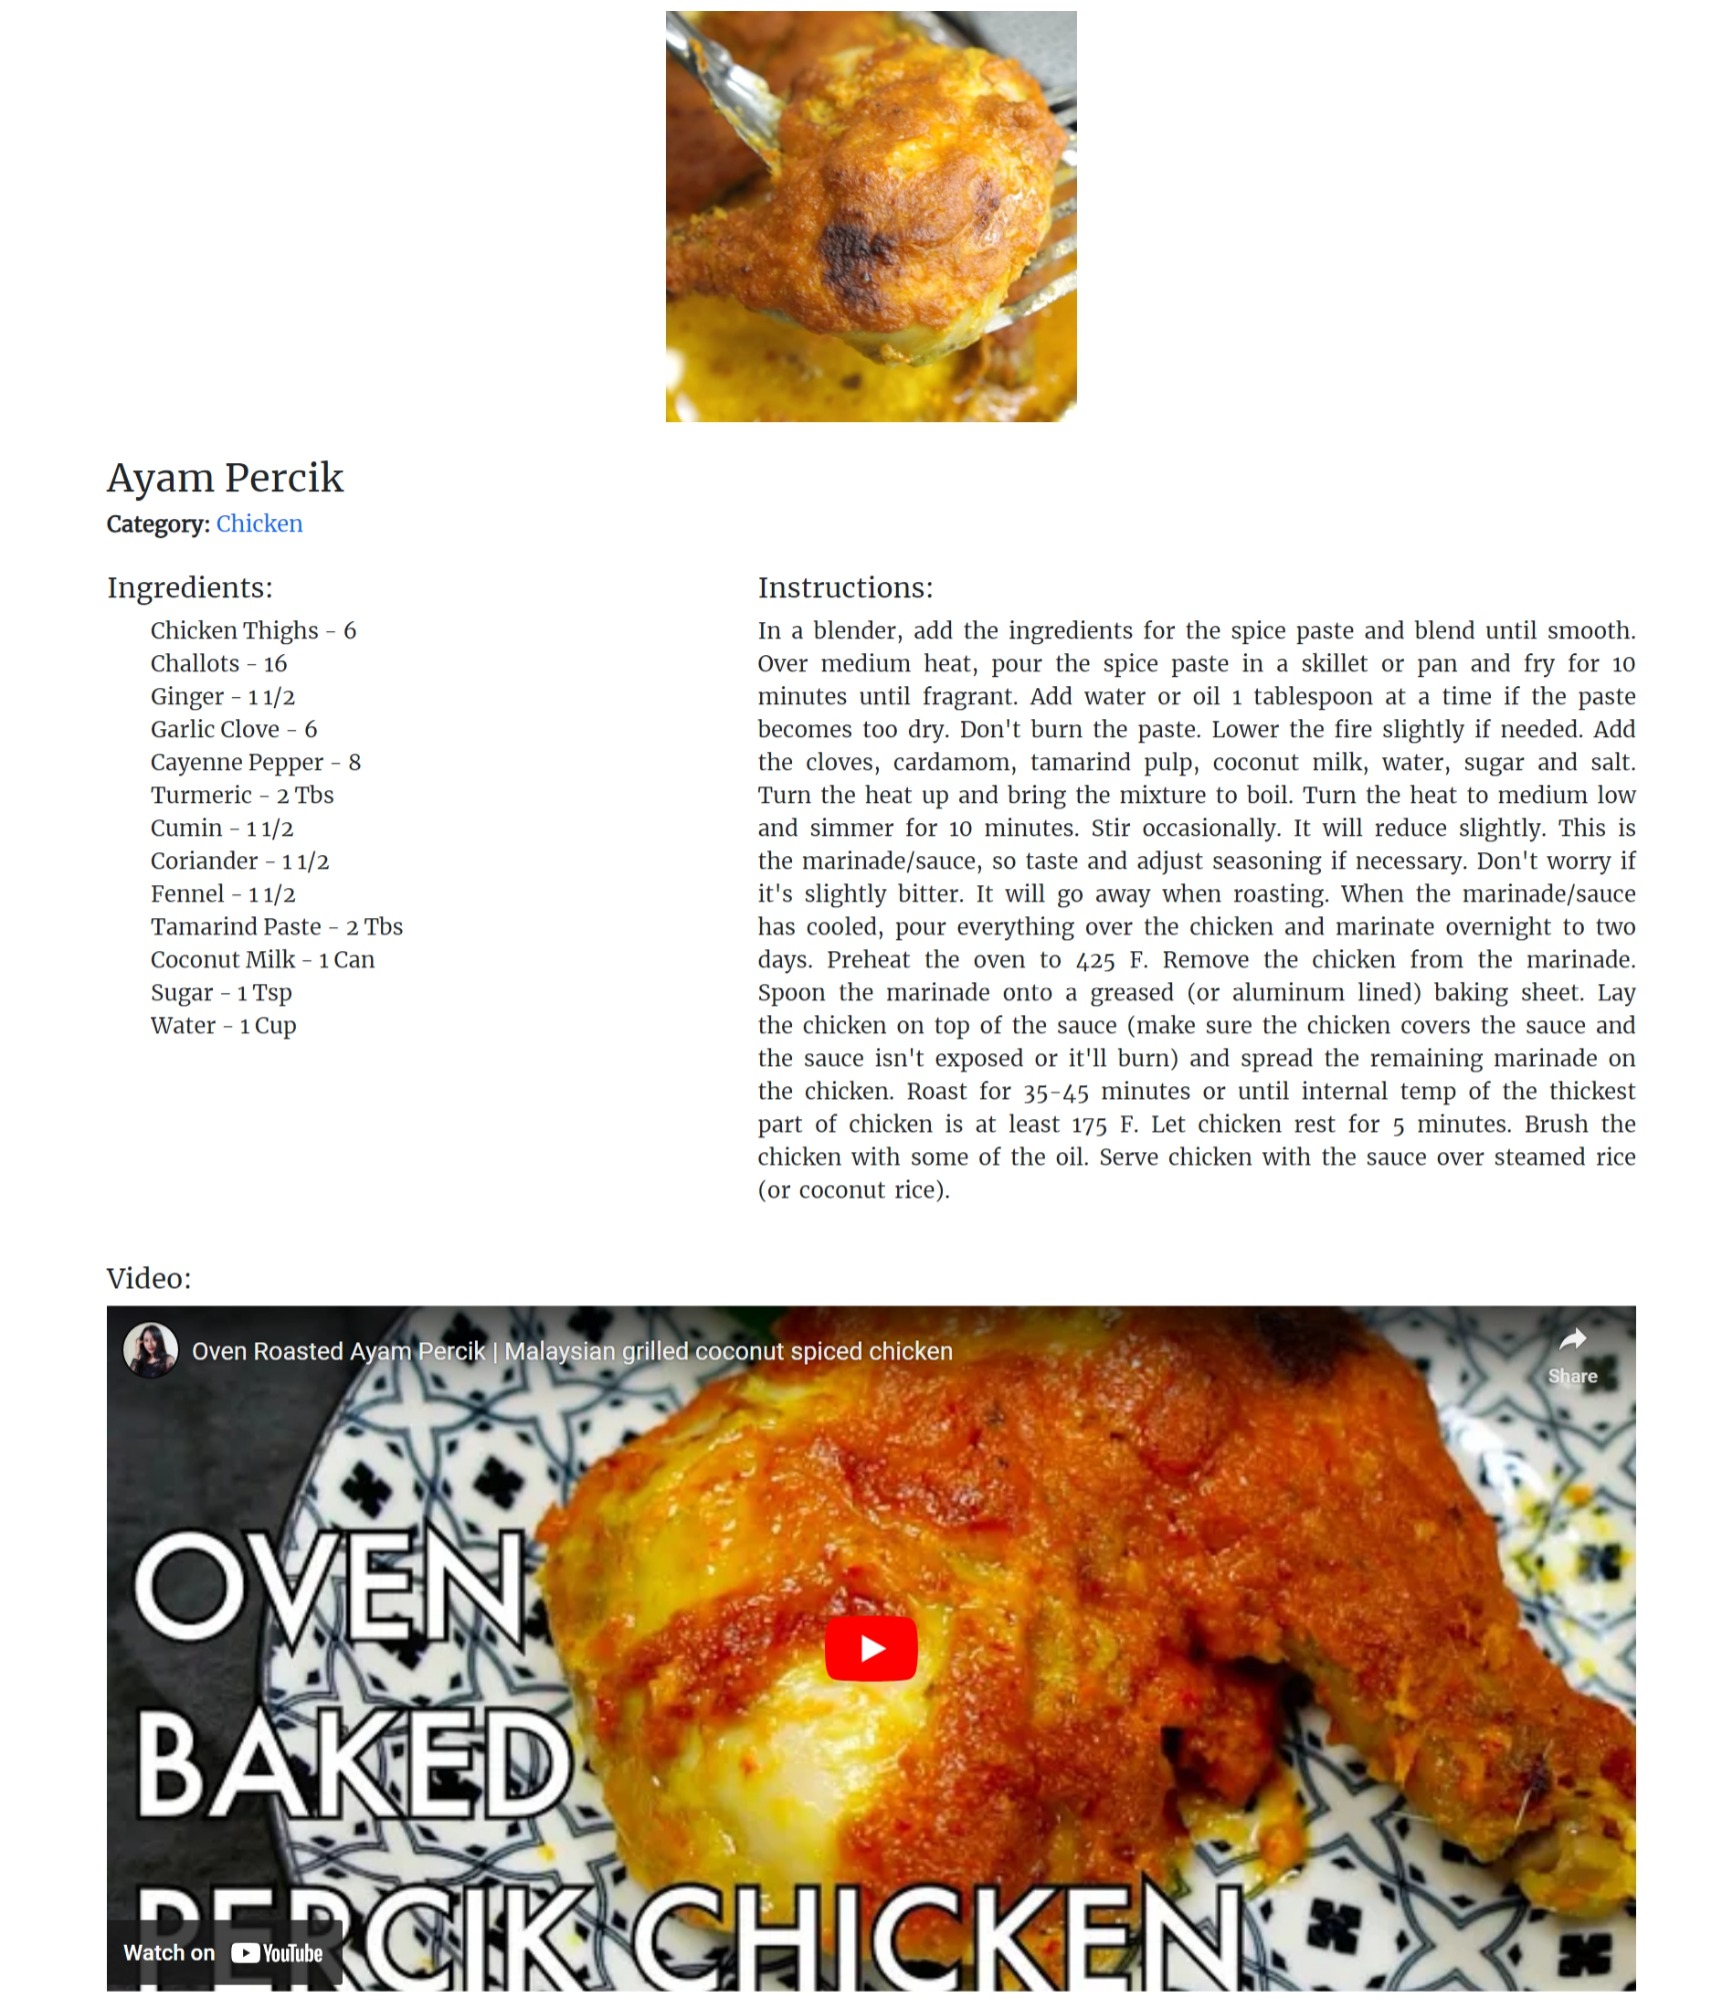 Ayam Percik
Category: Chicken
Ingredients:
Chicken Thighs - 6
Challots - 16
Ginger - 1 1/2
Garlic Clove - 6
Cayenne Pepper - 8
Turmeric - 2 Tbs
Cumin - 1 1/2
Coriander - 1 1/2
Fennel - 1 1/2
Tamarind Paste - 2 Tbs
Coconut Milk - 1 Can
Sugar - 1 Tsp
Water - 1 Cup
Instructions:
In a blender, add the ingredients for the spice paste and blend until smooth.
Over medium heat, pour the spice paste in a skillet or pan and fry for 10
minutes until fragrant. Add water or oil 1 tablespoon at a time if the paste
becomes too dry. Don't burn the paste. Lower the fire slightly if needed. Add
the cloves, cardamom, tamarind pulp, coconut milk, water, sugar and salt.
Turn the heat up and bring the mixture to boil. Turn the heat to medium low
and simmer for 10 minutes. Stir occasionally. It will reduce slightly. This is
the marinade/sauce, so taste and adjust seasoning if necessary. Don't worry if
it's slightly bitter. It will go away when roasting. When the marinade/sauce
has cooled, pour everything over the chicken and marinate overnight to two
days. Preheat the oven to 425 F. Remove the chicken from the marinade.
Spoon the marinade onto a greased (or aluminum lined) baking sheet. Lay
the chicken on top of the sauce (make sure the chicken covers the sauce and
the sauce isn't exposed or it'll burn) and spread the remaining marinade on
the chicken. Roast for 35-45 minutes or until internal temp of the thickest
part of chicken is at least 175 F. Let chicken rest for 5 minutes. Brush the
chicken with some of the oil. Serve chicken with the sauce over steamed rice
(or coconut rice).
Video:
Oven Roasted Ayam Percik | Malaysian grilled coconut spiced chicken
Share
OVEN
BAKED
PERCIK CHICKEN
Watch on YouTube